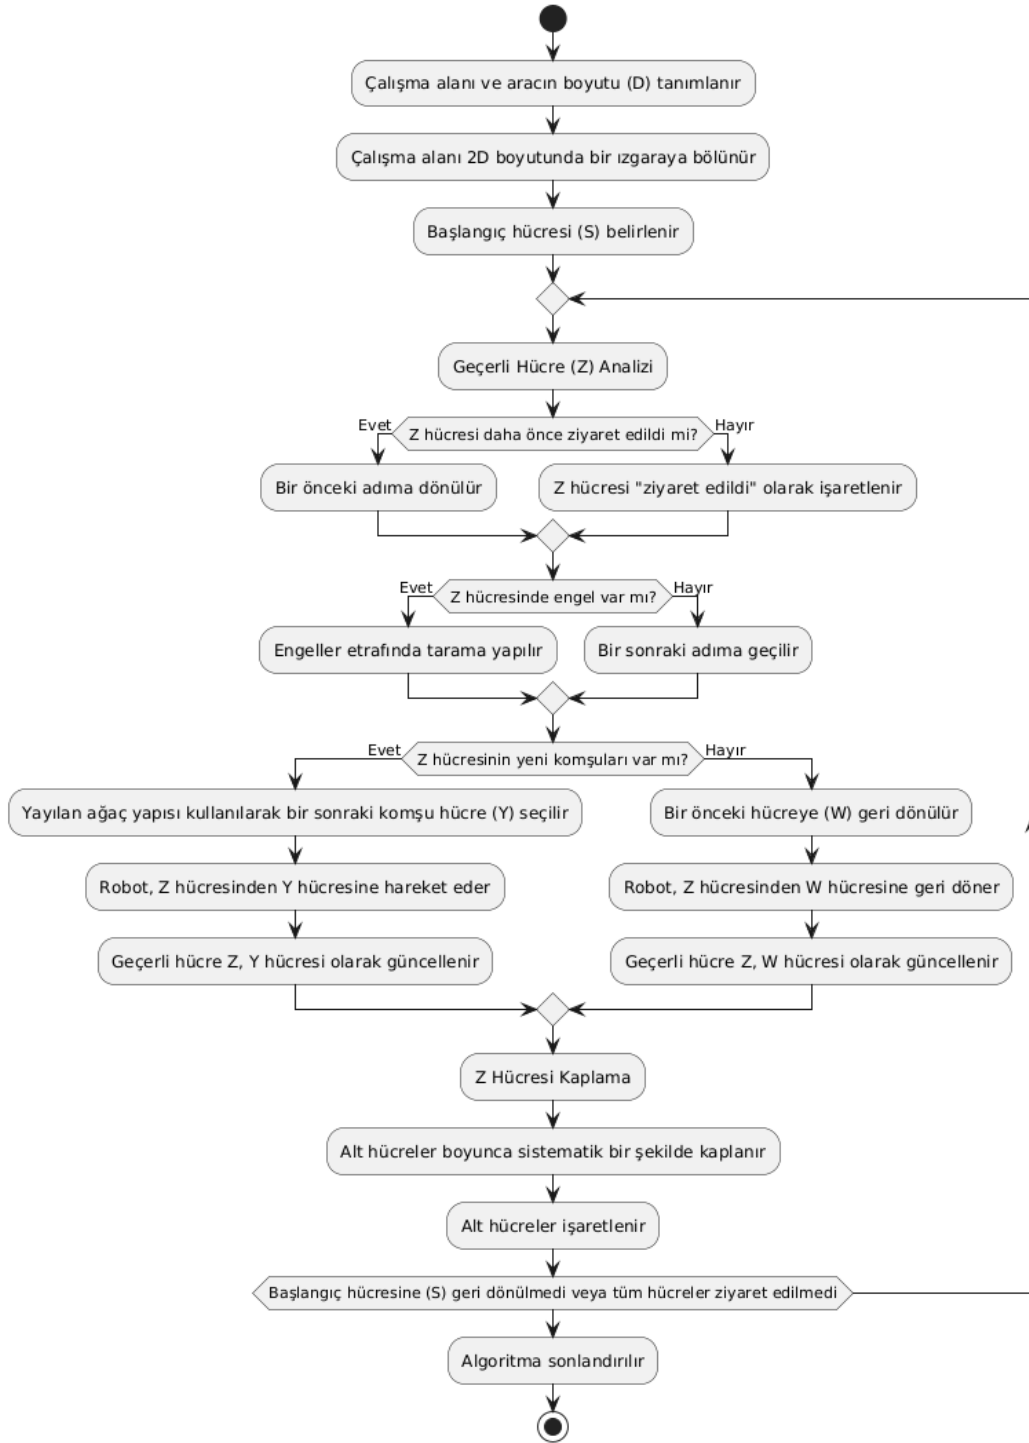 Çalışma alanı ve aracın boyutu (D) tanımlanır
Çalışma alanı 2D boyutunda bir ızgaraya bölünür
Başlangıç hücresi (S) belirlenir
Geçerli Hücre (Z) Analizi
Evet
Z hücresi daha önce ziyaret edildi mi?
Hayır
Bir önceki adıma dönülür
Z hücresi "ziyaret edildi" olarak işaretlenir
Evet
Z hücresinde engel var mı?
Hayır
Engeller etrafında tarama yapılır
Bir sonraki adıma geçilir
Evet
Z hücresinin yeni komşuları var mı?
Hayır
Yayılan ağaç yapısı kullanılarak bir sonraki komşu hücre (Y) seçilir
Bir önceki hücreye (W) geri dönülür
Robot, Z hücresinden Y hücresine hareket eder
Robot, Z hücresinden W hücresine geri döner
Geçerli hücre Z, Y hücresi olarak güncellenir
Geçerli hücre Z, W hücresi olarak güncellenir
Z Hücresi Kaplama
Alt hücreler boyunca sistematik bir şekilde kaplanır
Alt hücreler işaretlenir
Başlangıç hücresine (S) geri dönülmedi veya tüm hücreler ziyaret edilmedi
Algoritma sonlandırılır